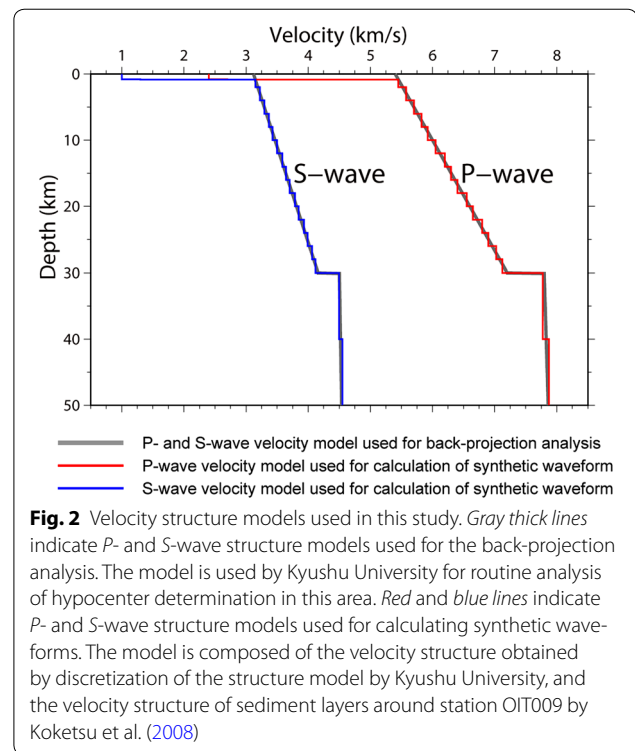 Velocity (km/s)
1 2 3 4 5 6 7 8
0
10
20
30
40
50
Depth (km)
S–wave P–wave
P- and S-wave velocity model used for back-projection analysis
P-wave velocity model used for calculation of synthetic waveform
S-wave velocity model used for calculation of synthetic waveform
Fig. 2 Velocity structure models used in this study. Gray thick lines
indicate P- and S-wave structure models used for the back-projection
analysis. The model is used by Kyushu University for routine analysis
of hypocenter determination in this area. Red and blue lines indicate
P- and S-wave structure models used for calculating synthetic wave-
forms. The model is composed of the velocity structure obtained
by discretization of the structure model by Kyushu University, and
the velocity structure of sediment layers around station OIT009 by
Koketsu et al. (2008)